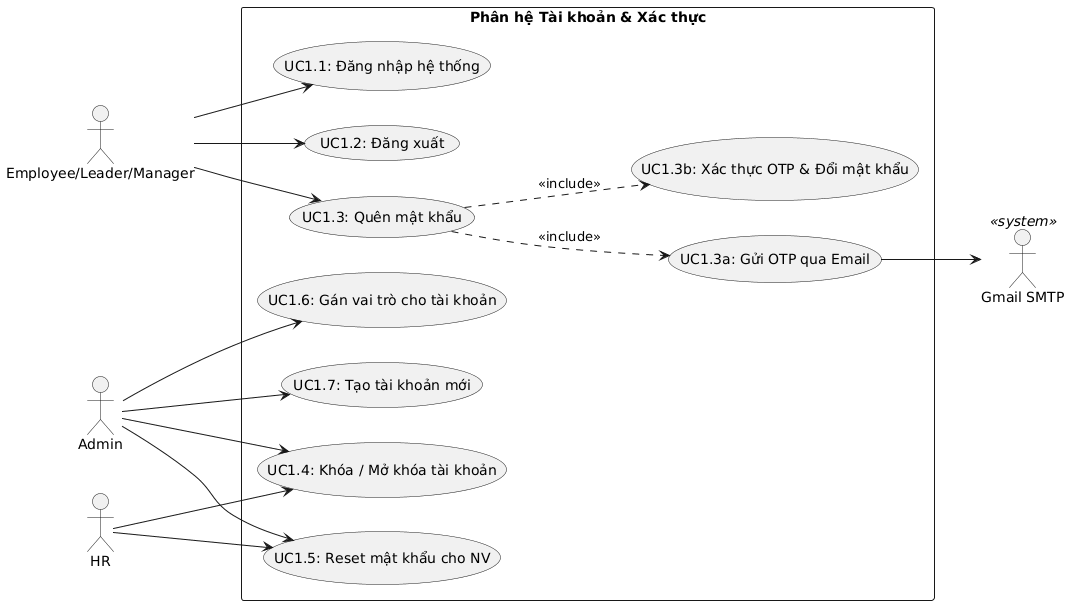 Phân hệ Tài khoản & Xác thực
UC1.1: Đăng nhập hệ thống
Employee/Leader/Manager
UC1.2: Đăng xuất
UC1.3: Quên mật khẩu
«include»
UC1.3b: Xác thực OTP & Đổi mật khẩu
«include»
UC1.3a: Gửi OTP qua Email
«system»
Gmail SMTP
UC1.6: Gán vai trò cho tài khoản
UC1.7: Tạo tài khoản mới
Admin
UC1.4: Khóa / Mở khóa tài khoản
HR
UC1.5: Reset mật khẩu cho NV